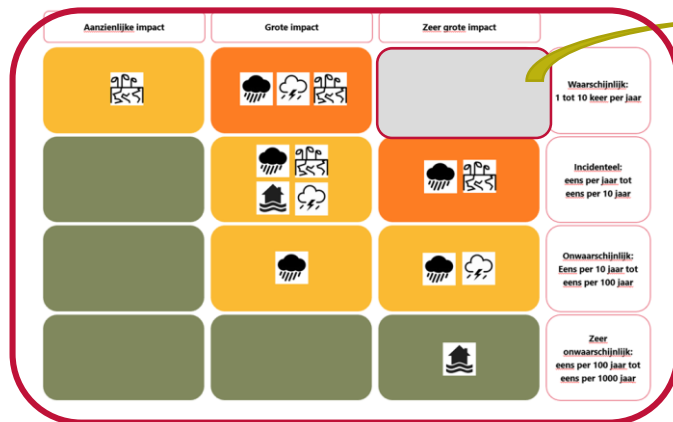 Aanzienlijke impact
Grote impact
Zeer grote impact
Waarschijnlijk:
1 tot 10 keer per jaar
Incidenteel:
eens per jaar tot
eens per 10 jaar
Onwaarschijnlijk:
Eens per 10 jaar tot
eens per 100 jaar
Zeer
onwaarschijnlijk:
eens per 100 jaar tot
eens per 1000 jaar